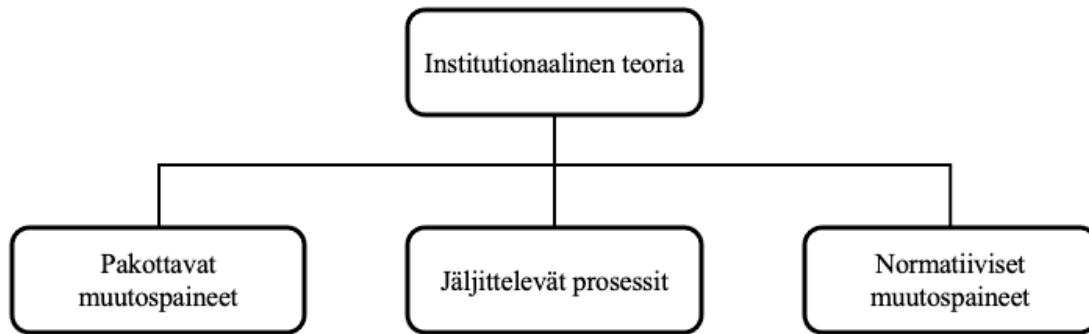 Institutionaalinen teoria
Pakottavat
muutospaineet
Jäljittelevät prosessit
Normatiiviset
muutospaineet